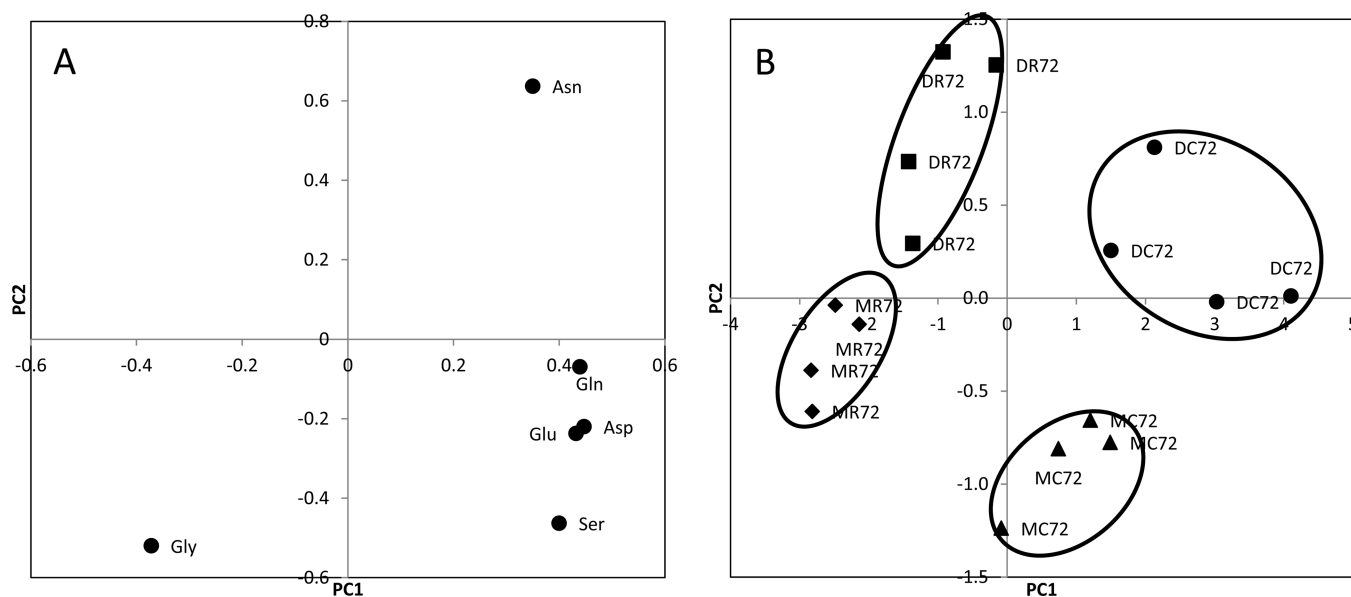 A
0.8
Asn
0.6
0.4
0.2
PC2
0
-0.6
-0.4
-0.2
0
0.2
0.4
0.6
Gln
-0.2
Glu
Asp
-0.4
Ser
Gly
-0.6
PC1
B
1.5
DR72
DR72
1.0
DR72
DC72
0.5
DR72
DC72
DC72
PC2
0.0
DC72
-4
-3
-2
-1
0
1
2
3
4
5
MR72
MR72
MR72
MR72
-0.5
MC72
MC72
MC72
-1.0
MC72
-1.5
PC1